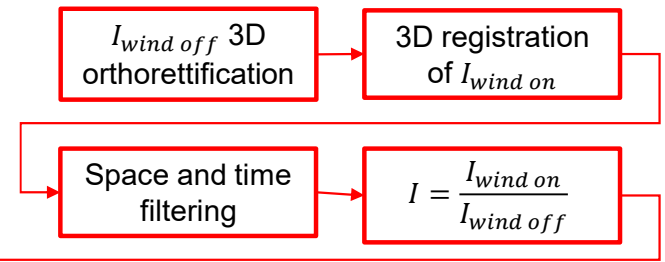 I_{wind off} 3D
orthorettification
3D registration
of I_{wind on}
Space and time
filtering
I = \frac{I_{wind on}}{I_{wind off}}